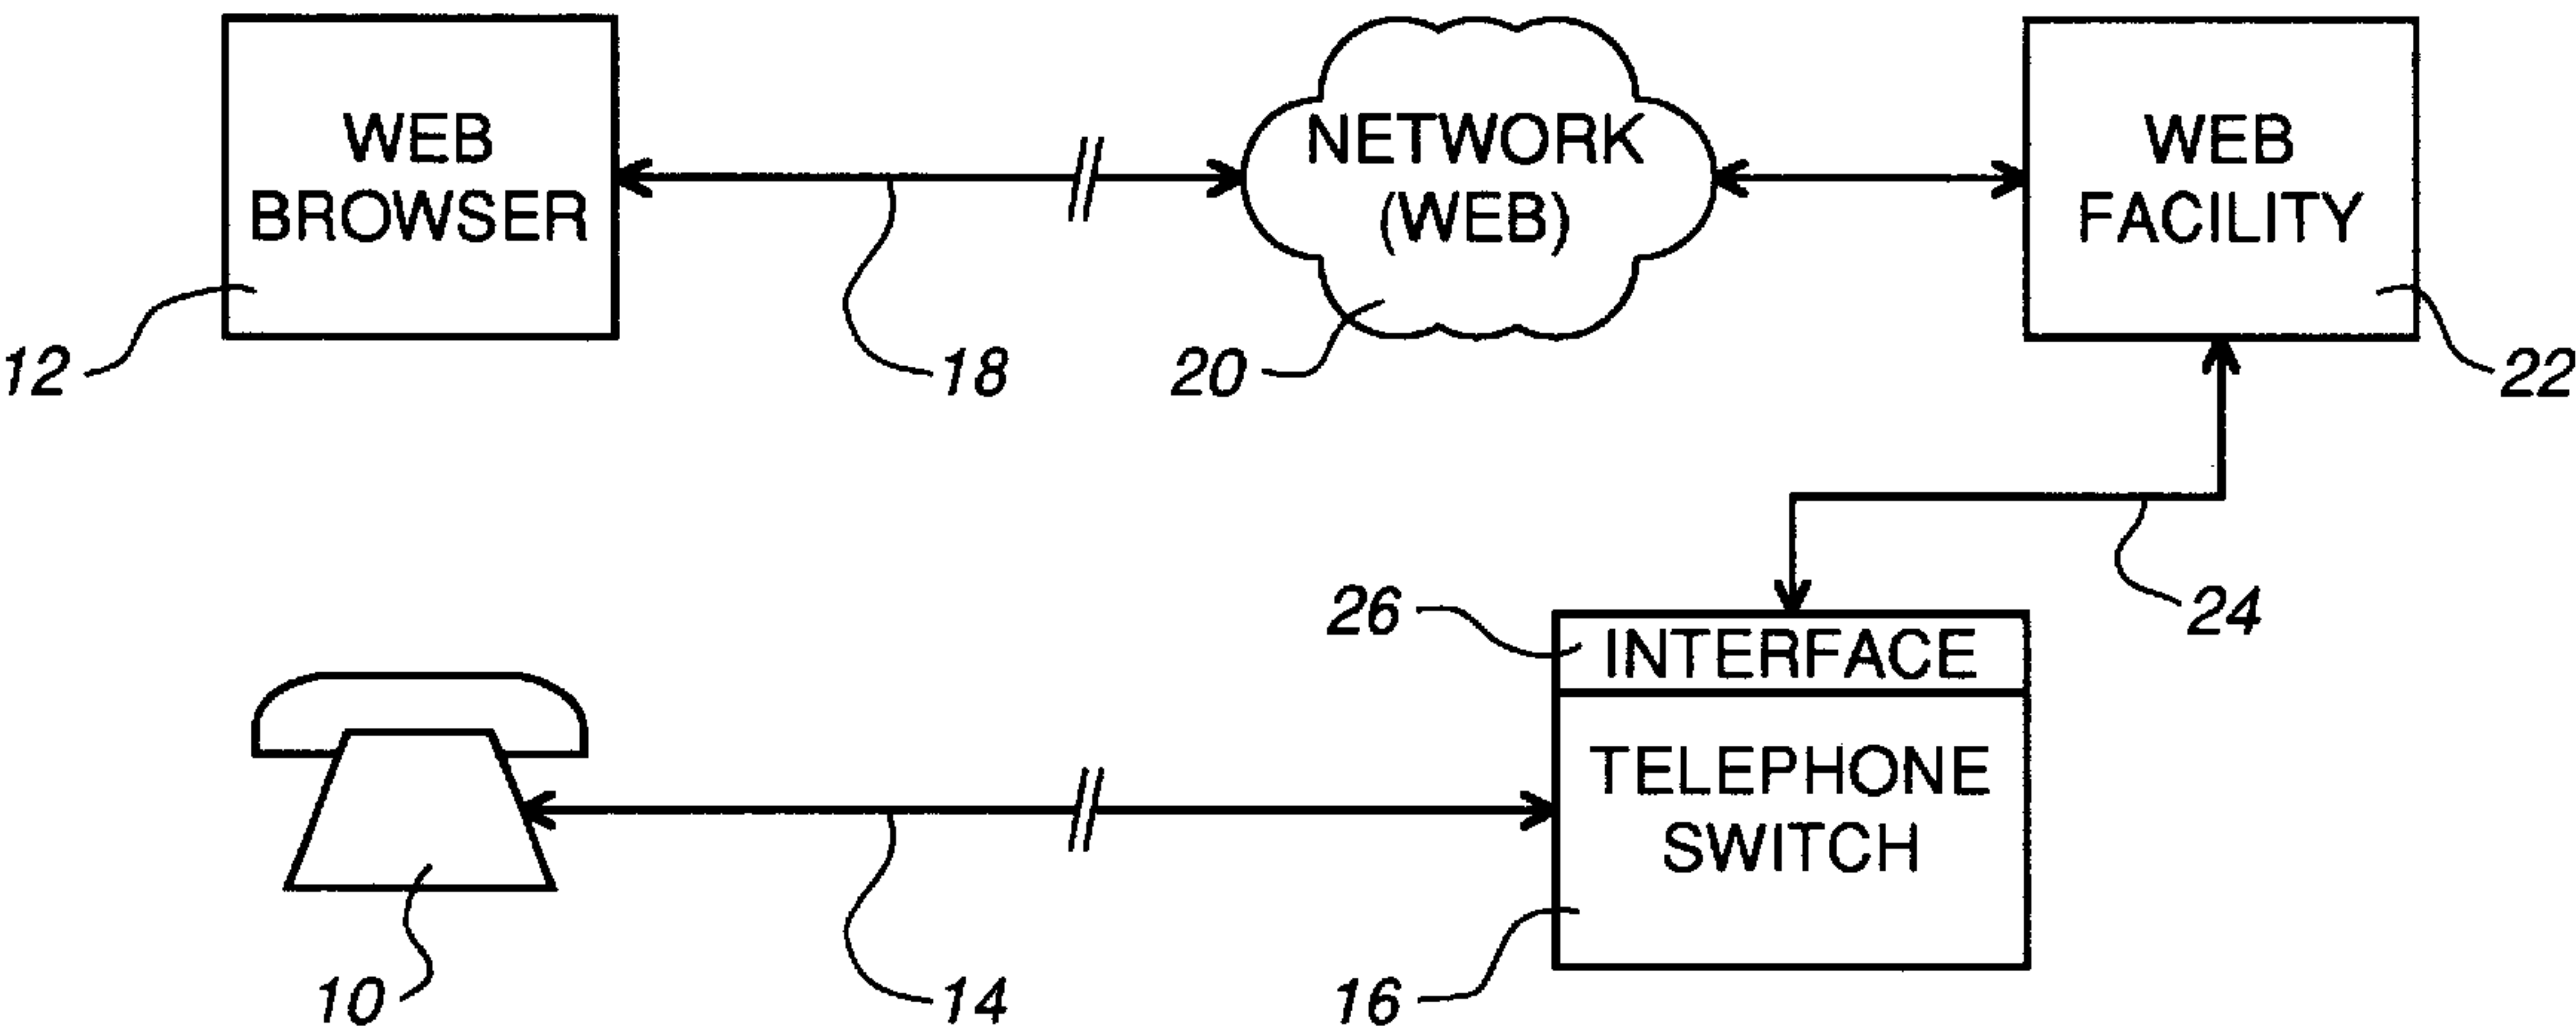 WEB
BROWSER
NETWORK
(WEB)
WEB
FACILITY
12
18
20
22
24
26
INTERFACE
TELEPHONE
SWITCH
10
14
16